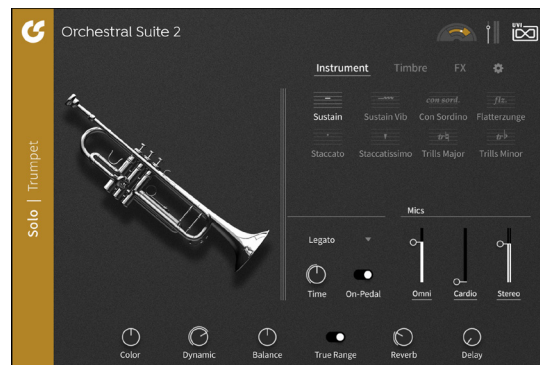 Orchestral Suite 2
UVI
Instrument Timbre FX
con sord. flz.
Sustain Sustain Vib Con Sordino Flatterzunge
tr♮ tr♭
Staccato Staccatissimo Trills Major Trills Minor
Solo | Trumpet
Mics
Legato
Time On-Pedal Omni Cardio Stereo
Color Dynamic Balance True Range Reverb Delay